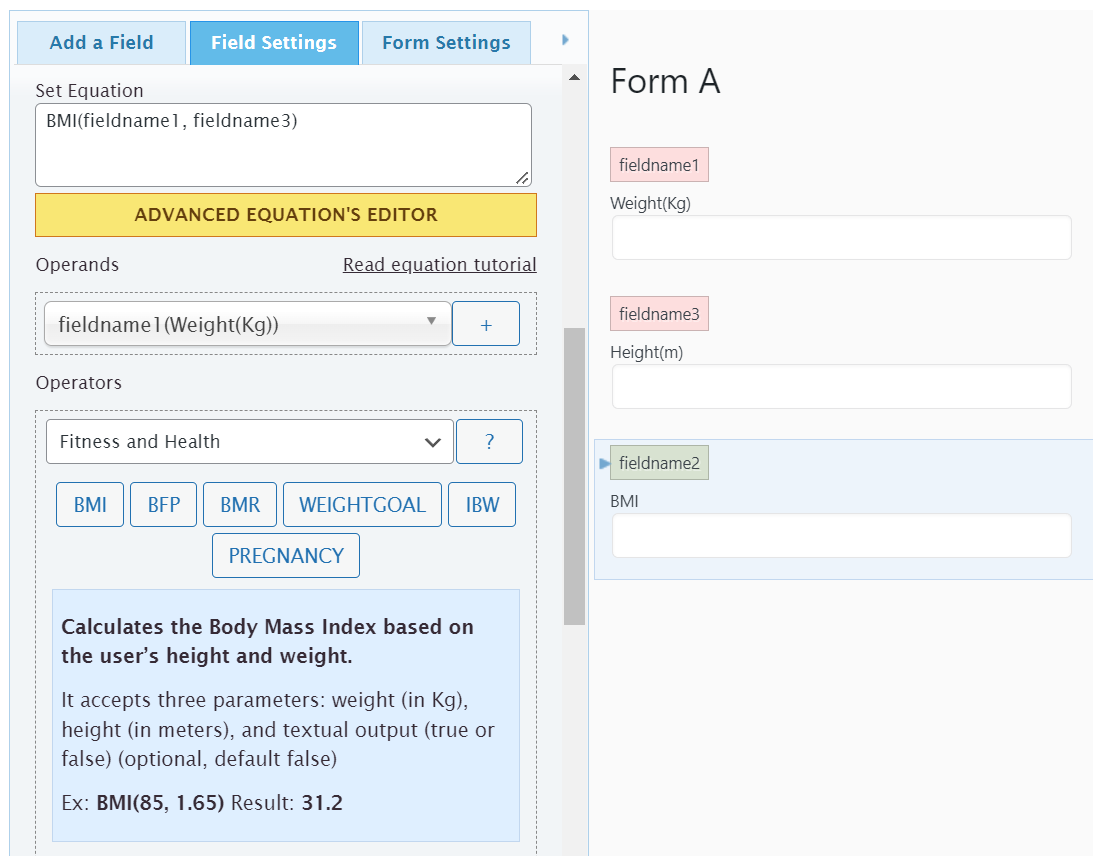 Add a Field
Field Settings
Form Settings
Set Equation
BMI(fieldname1, fieldname3)
ADVANCED EQUATION'S EDITOR
Operands
Read equation tutorial
fieldname1(Weight(Kg))
+
Operators
Fitness and Health
?
BMI
BFP
BMR
WEIGHTGOAL
IBW
PREGNANCY
Calculates the Body Mass Index based on
the user’s height and weight.
It accepts three parameters: weight (in Kg),
height (in meters), and textual output (true or
false) (optional, default false)
Ex: BMI(85, 1.65) Result: 31.2
Form A
fieldname1
Weight(Kg)
fieldname3
Height(m)
fieldname2
BMI